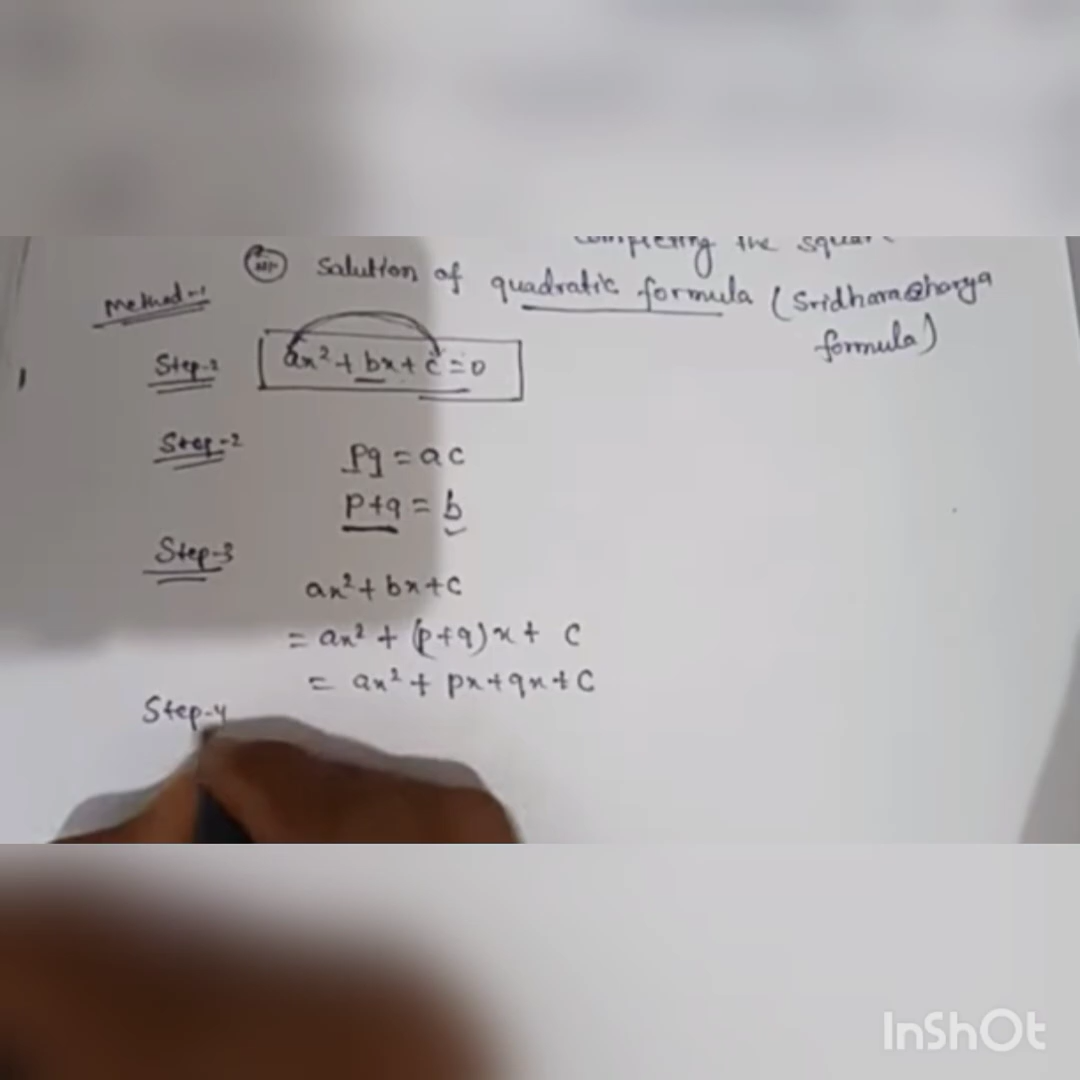 completing the square
(iii) Salution of quadratic formula (Sridharacharya
formula)
Method-1
Step-1 ax²+bx+c=0
Step-2 Pq = ac
P+q = b
Step-3
ax²+bx+c
= ax² + (p+q)x + c
= ax² + px+qx+c
Step-4
InShOt